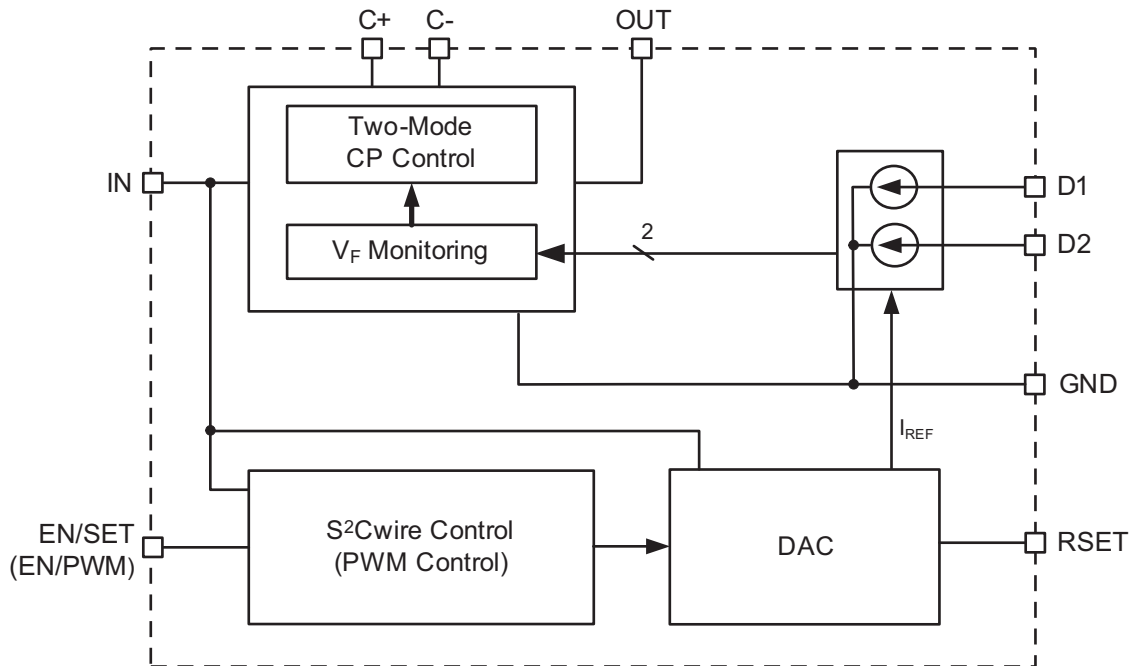 C+
C-
OUT
Two-Mode
CP Control
IN
D1
2
D2
VF Monitoring
GND
IREF
EN/SET
(EN/PWM)
S²Cwire Control
(PWM Control)
DAC
RSET